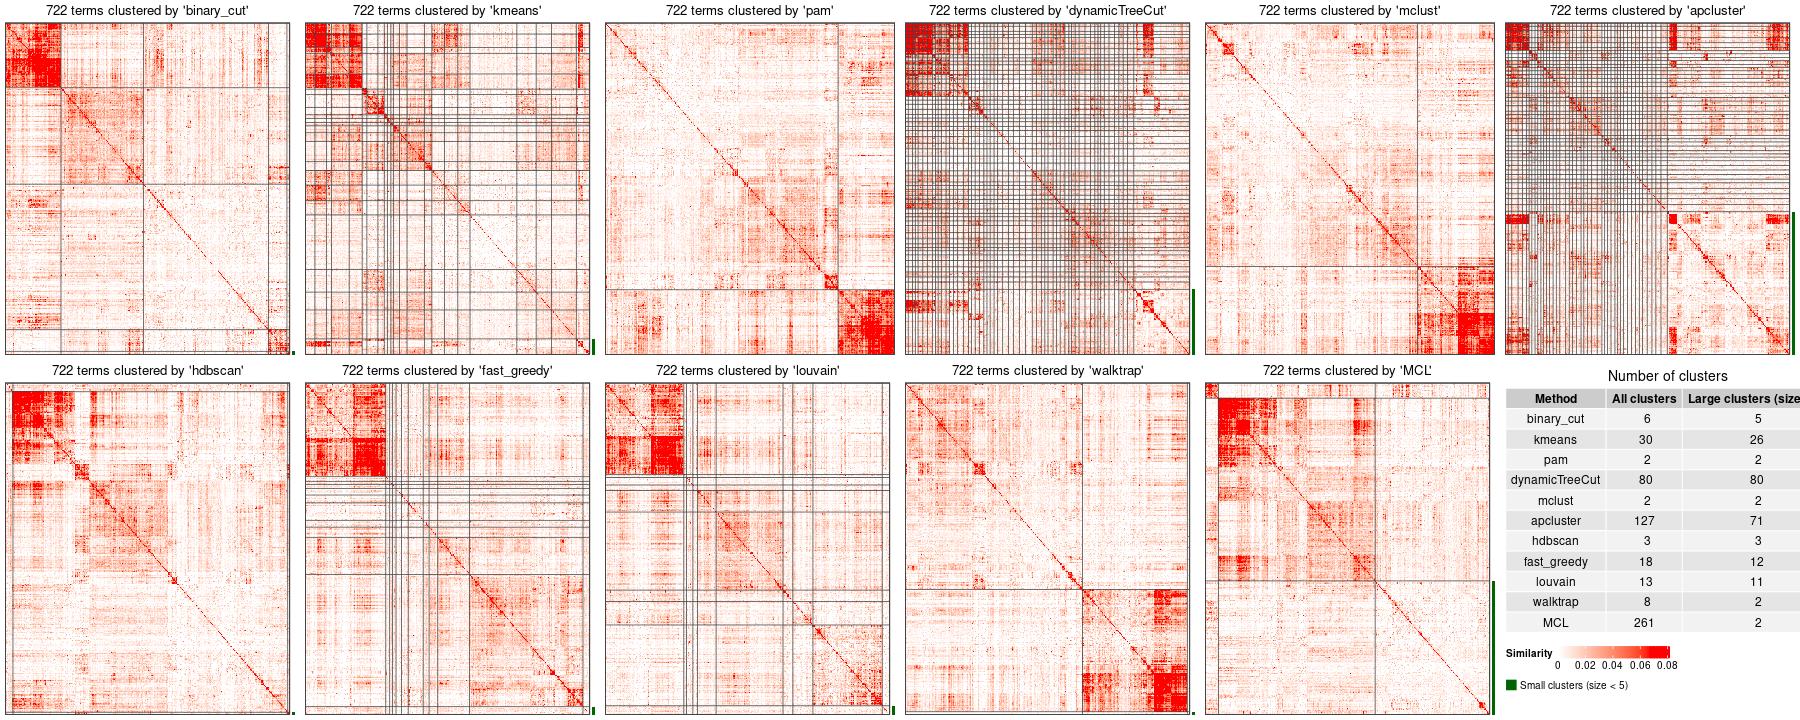 722 terms clustered by 'binary_cut'
722 terms clustered by 'kmeans'
722 terms clustered by 'pam'
722 terms clustered by 'dynamicTreeCut'
722 terms clustered by 'mclust'
722 terms clustered by 'apcluster'
722 terms clustered by 'hdbscan'
722 terms clustered by 'fast_greedy'
722 terms clustered by 'louvain'
722 terms clustered by 'walktrap'
722 terms clustered by 'MCL'
Number of clusters
Method All clusters Large clusters (size
binary_cut 6 5
kmeans 30 26
pam 2 2
dynamicTreeCut 80 80
mclust 2 2
apcluster 127 71
hdbscan 3 3
fast_greedy 18 12
louvain 13 11
walktrap 8 2
MCL 261 2
Similarity
0 0.02 0.04 0.06 0.08
Small clusters (size < 5)